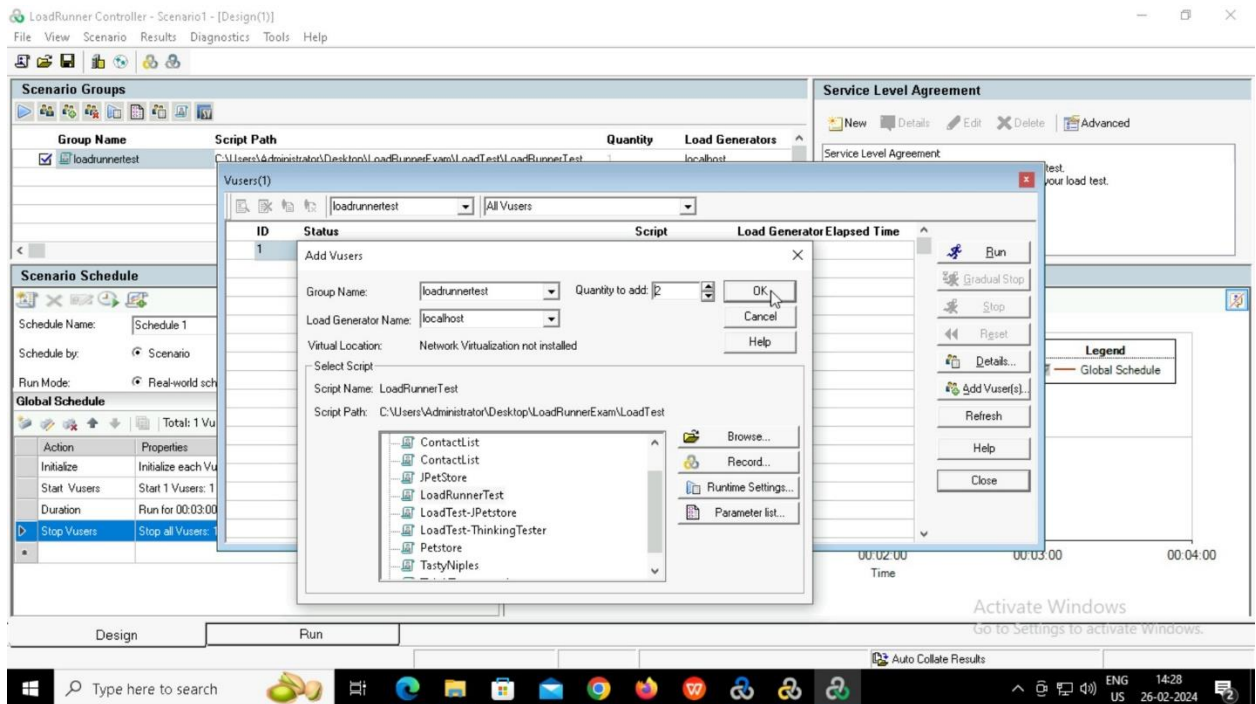 LoadRunner Controller - Scenario1 - [Design(1)]
File View Scenario Results Diagnostics Tools Help
Scenario Groups
Group Name Script Path Quantity Load Generators
loadrunnertest C:\Users\Administrator\Desktop\LoadRunnerExam\LoadTest\LoadRunnerTest 1 localhost
Service Level Agreement
New Details Edit Delete Advanced
Service Level Agreement
test.
your load test.
Vusers(1)
loadrunnertest All Vusers
ID Status Script Load Generator Elapsed Time
1
Run
Gradual Stop
Stop
Reset
Details...
Add Vuser(s)...
Refresh
Help
Close
Add Vusers
Group Name: loadrunnertest Quantity to add: 2 OK
Load Generator Name: localhost Cancel
Virtual Location: Network Virtualization not installed Help
Select Script
Script Name: LoadRunnerTest
Script Path: C:\Users\Administrator\Desktop\LoadRunnerExam\LoadTest
ContactList
ContactList
JPetStore
LoadRunnerTest
LoadTest-JPetstore
LoadTest-ThinkingTester
Petstore
TastyNiples
Browse...
Record...
Runtime Settings...
Parameter list...
Scenario Schedule
Schedule Name: Schedule 1
Schedule by: Scenario
Run Mode: Real-world sch
Global Schedule
Total: 1 Vu
Action Properties
Initialize Initialize each Vu
Start Vusers Start 1 Vusers: 1
Duration Run for 00:03:00
Stop Vusers Stop all Vusers: 1
Legend
Global Schedule
00:02:00 00:03:00 00:04:00
Time
Activate Windows
Go to Settings to activate Windows.
Design Run
Auto Collate Results
Type here to search
ENG
US
14:28
26-02-2024
2